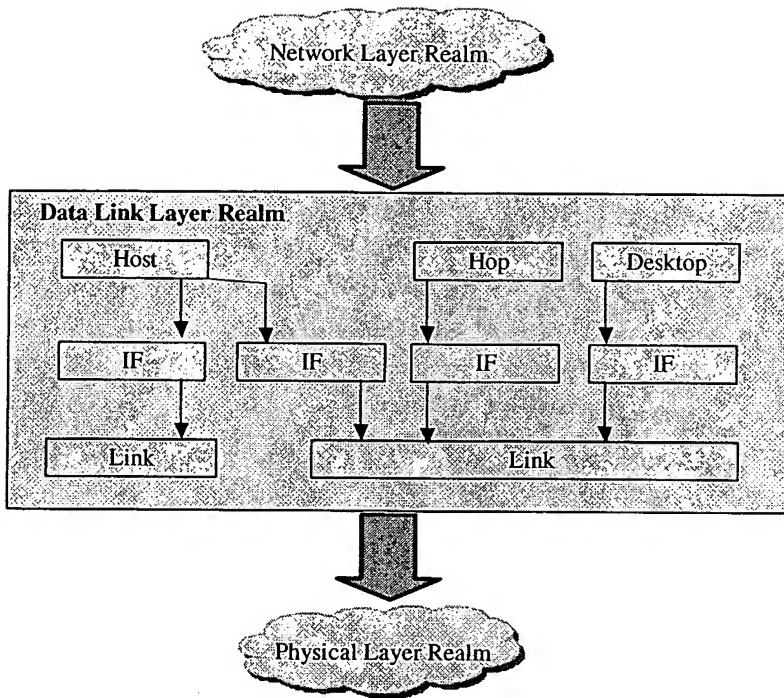 Network Layer Realm
Data Link Layer Realm
Host
Hop
Desktop
IF
IF
IF
IF
Link
Link
Physical Layer Realm